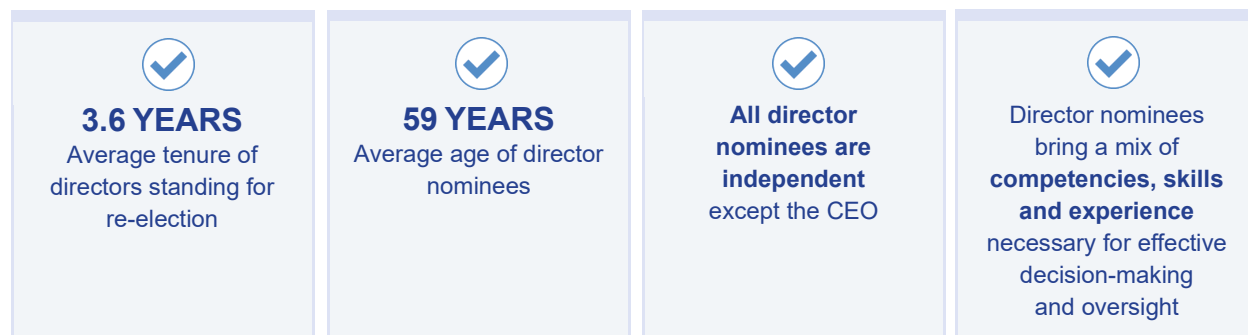 3.6 YEARS
Average tenure of
directors standing for
re-election
59 YEARS
Average age of director
nominees
All director
nominees are
independent
except the CEO
Director nominees
bring a mix of
competencies, skills
and experience
necessary for effective
decision-making
and oversight